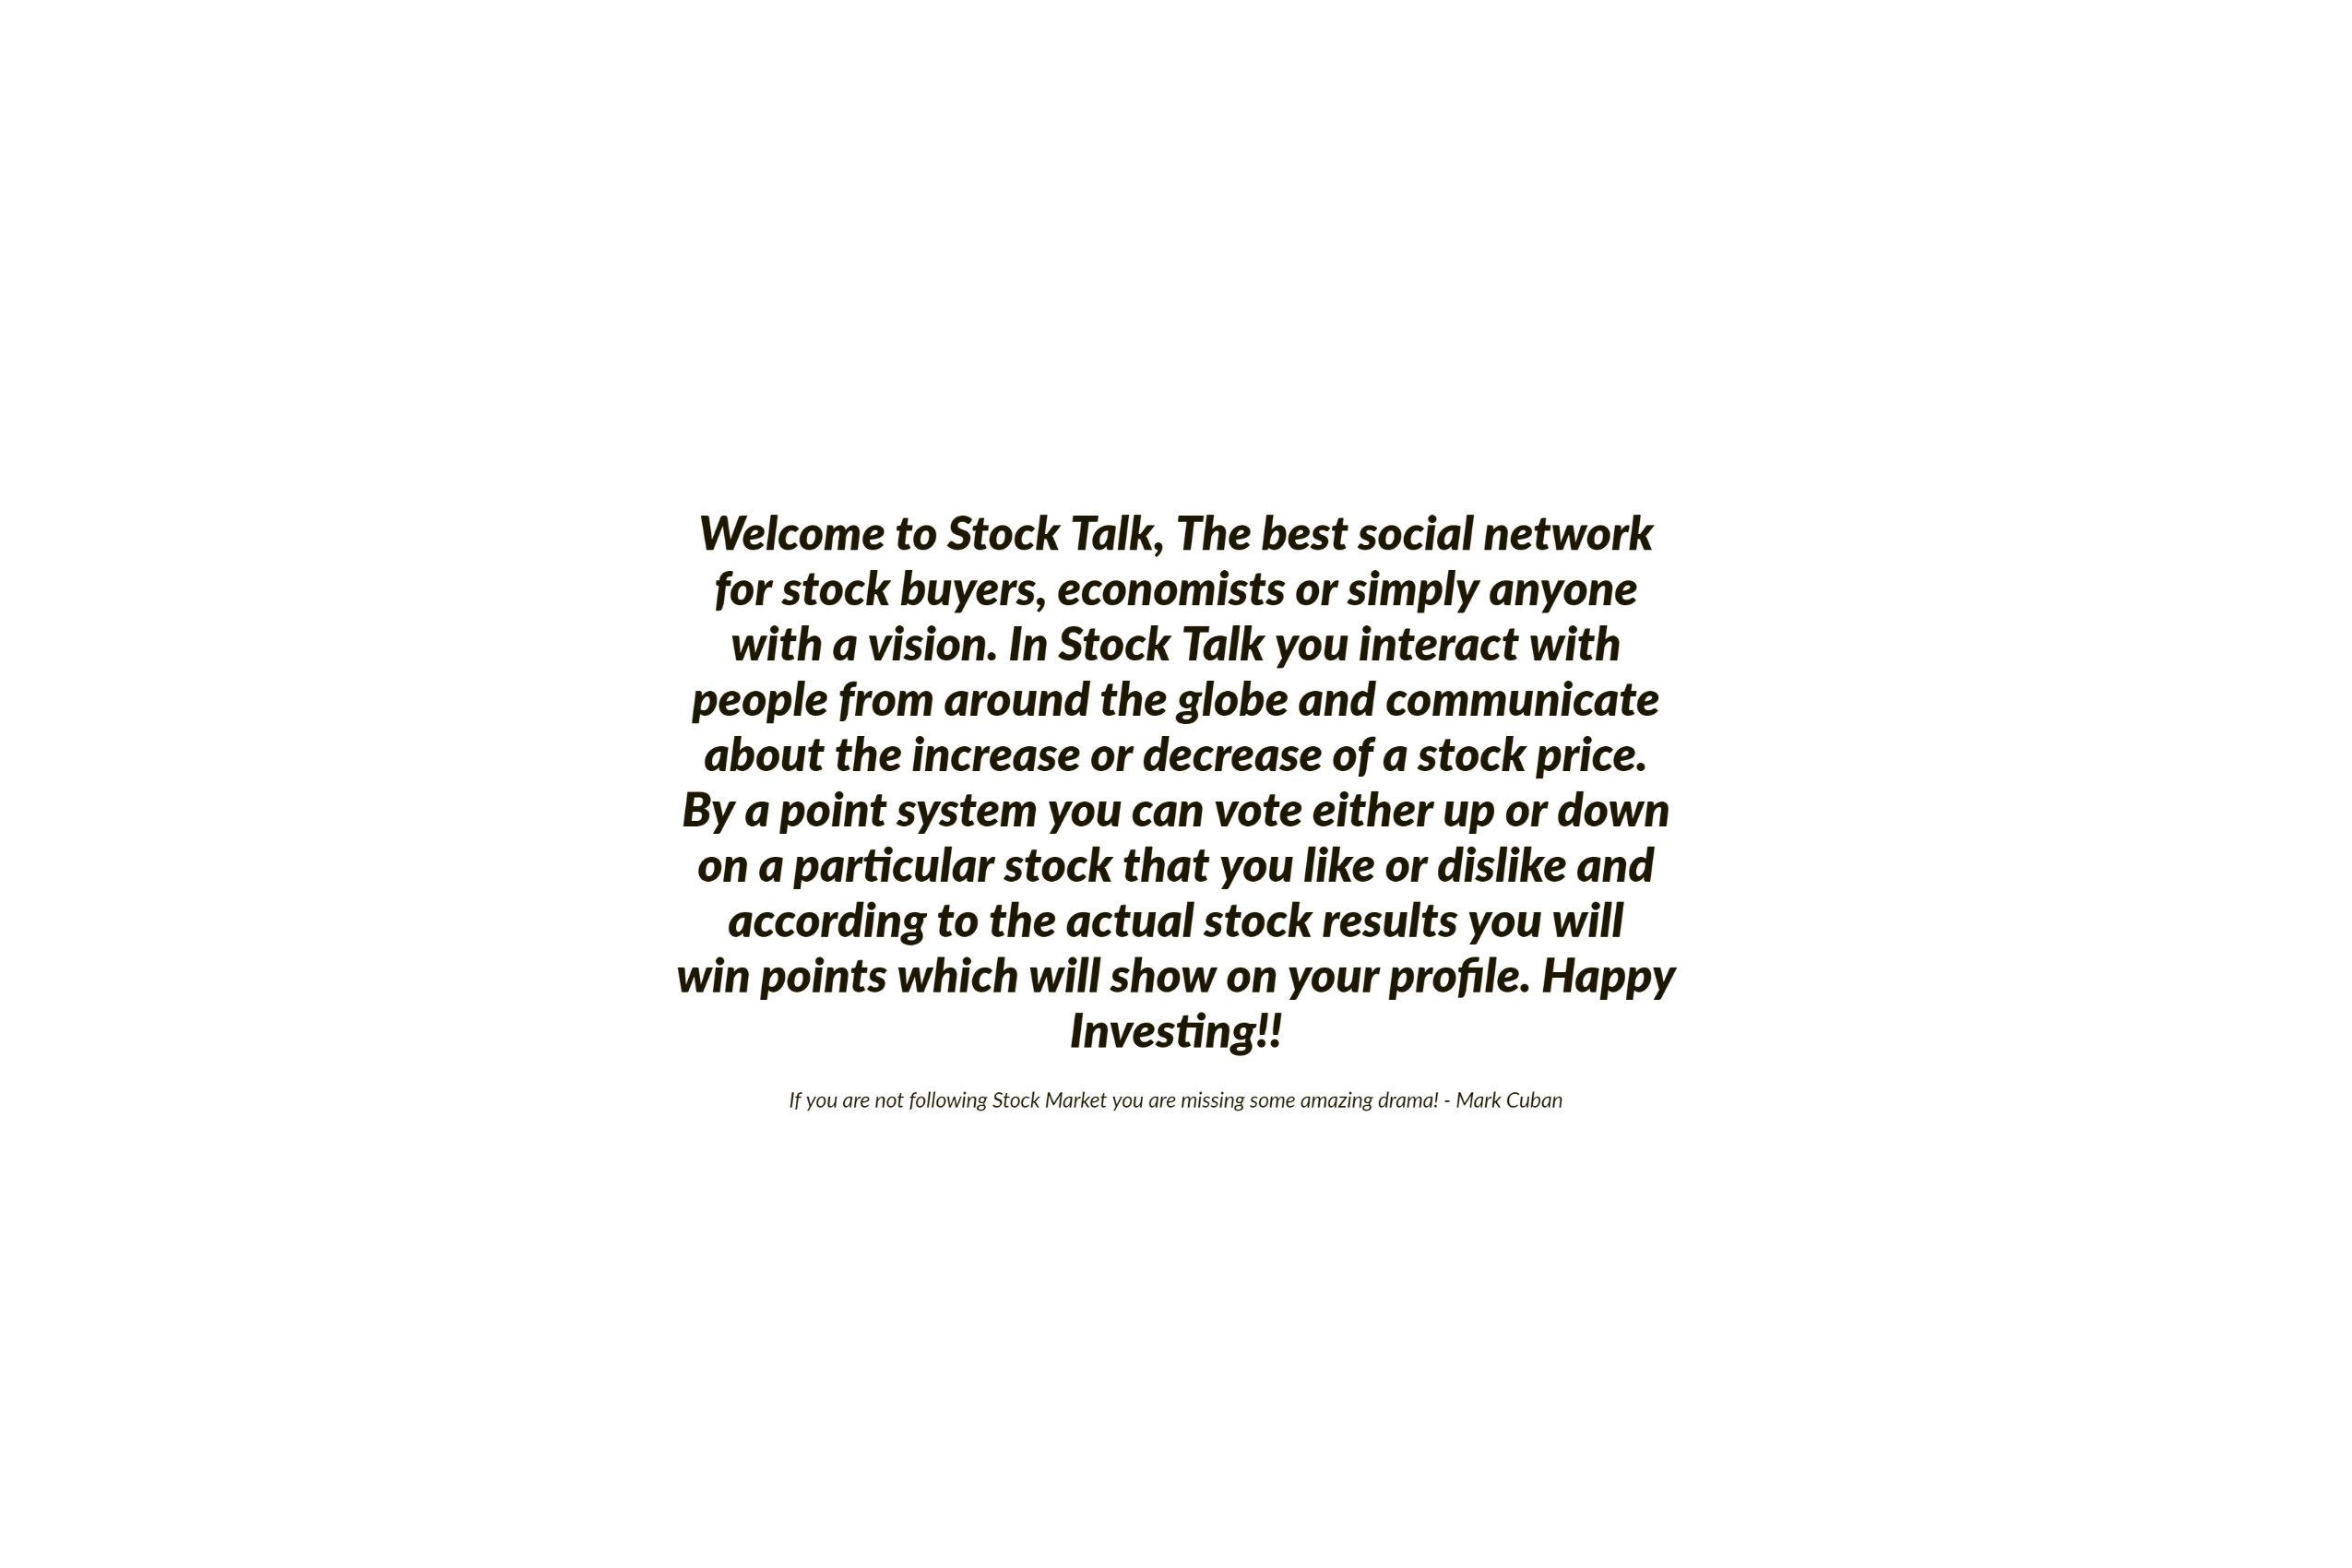 Welcome to Stock Talk, The best social network
for stock buyers, economists or simply anyone
with a vision. In Stock Talk you interact with
people from around the globe and communicate
about the increase or decrease of a stock price.
By a point system you can vote either up or down
on a particular stock that you like or dislike and
according to the actual stock results you will
win points which will show on your profile. Happy
Investing!!
If you are not following Stock Market you are missing some amazing drama! - Mark Cuban